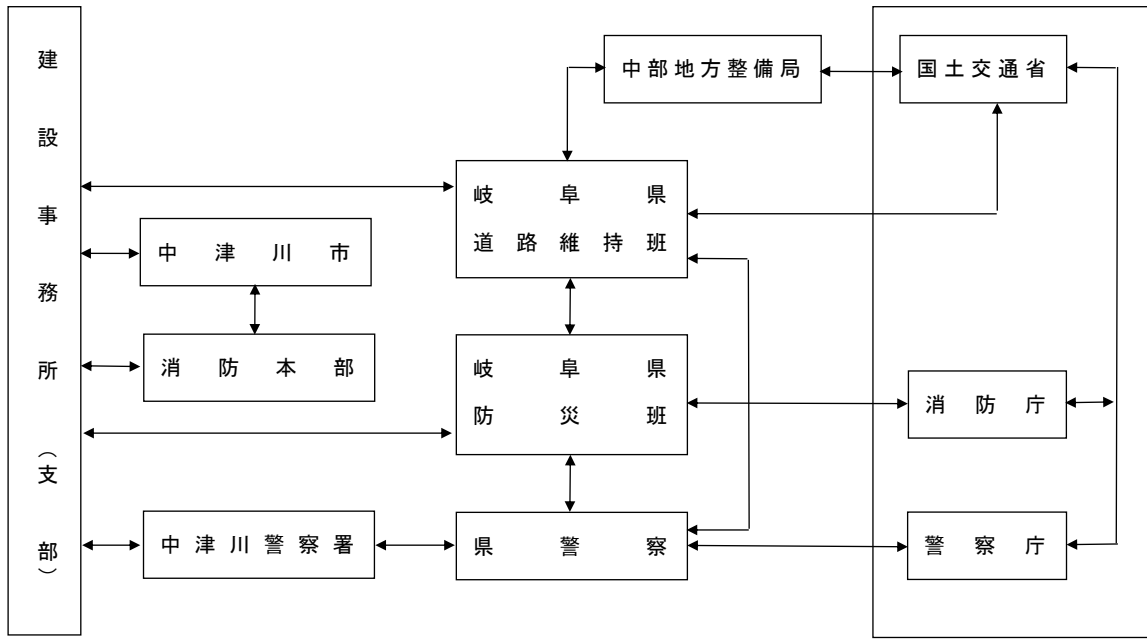 建設事務所（支部）
中部地方整備局
国土交通省
岐阜県
道路維持班
中津川市
消防本部
岐阜県
防災班
消防庁
中津川警察署
県警察
警察庁